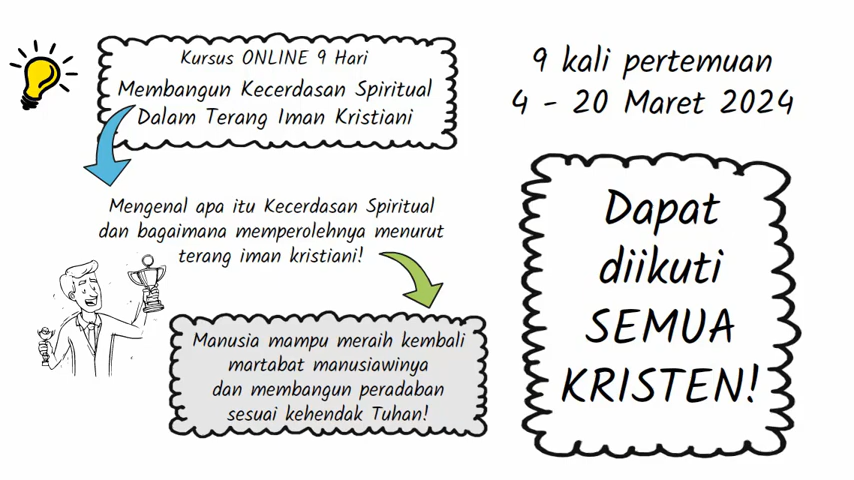 Kursus ONLINE 9 Hari
Membangun Kecerdasan Spiritual
Dalam Terang Iman Kristiani
Mengenal apa itu Kecerdasan Spiritual
dan bagaimana memperolehnya menurut
terang iman kristiani!
Manusia mampu meraih kembali
martabat manusiawinya
dan membangun peradaban
sesuai kehendak Tuhan!
9 kali pertemuan
4 - 20 Maret 2024
Dapat
diikuti
SEMUA
KRISTEN!